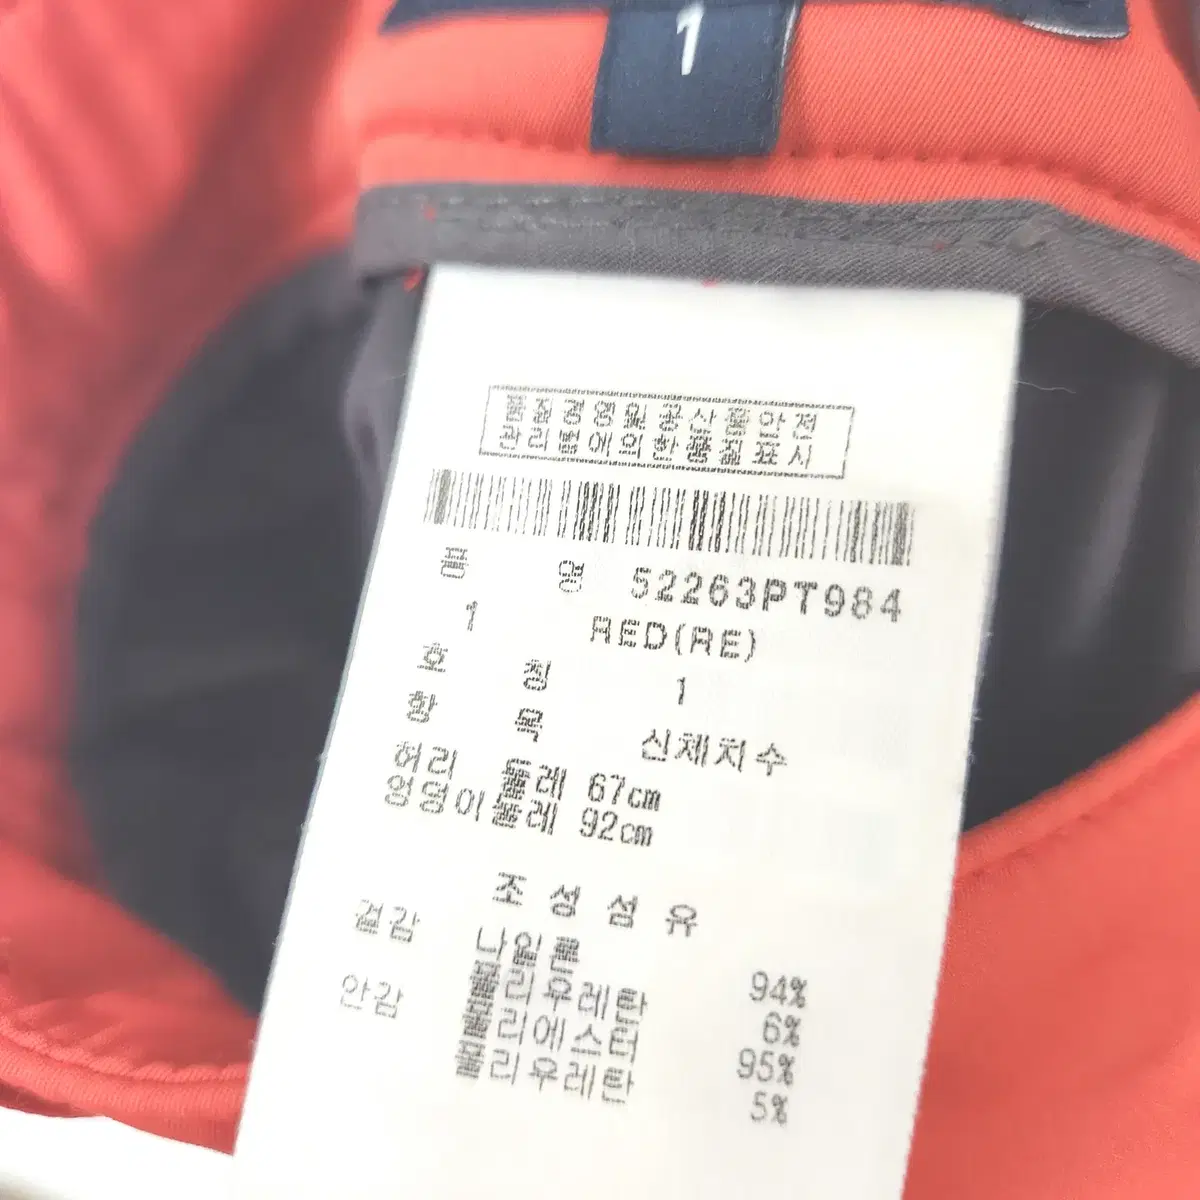 1
품질경영및공산품안전
관리법에의한품질표시
품 명 52263PT984
1 RED(RE)
호 칭 1
항 목 신체치수
허리 둘레 67cm
엉덩이둘레 92cm
조 성 섬 유
겉감 나일론 94%
폴리우레탄 6%
안감 폴리에스터 95%
폴리우레탄 5%